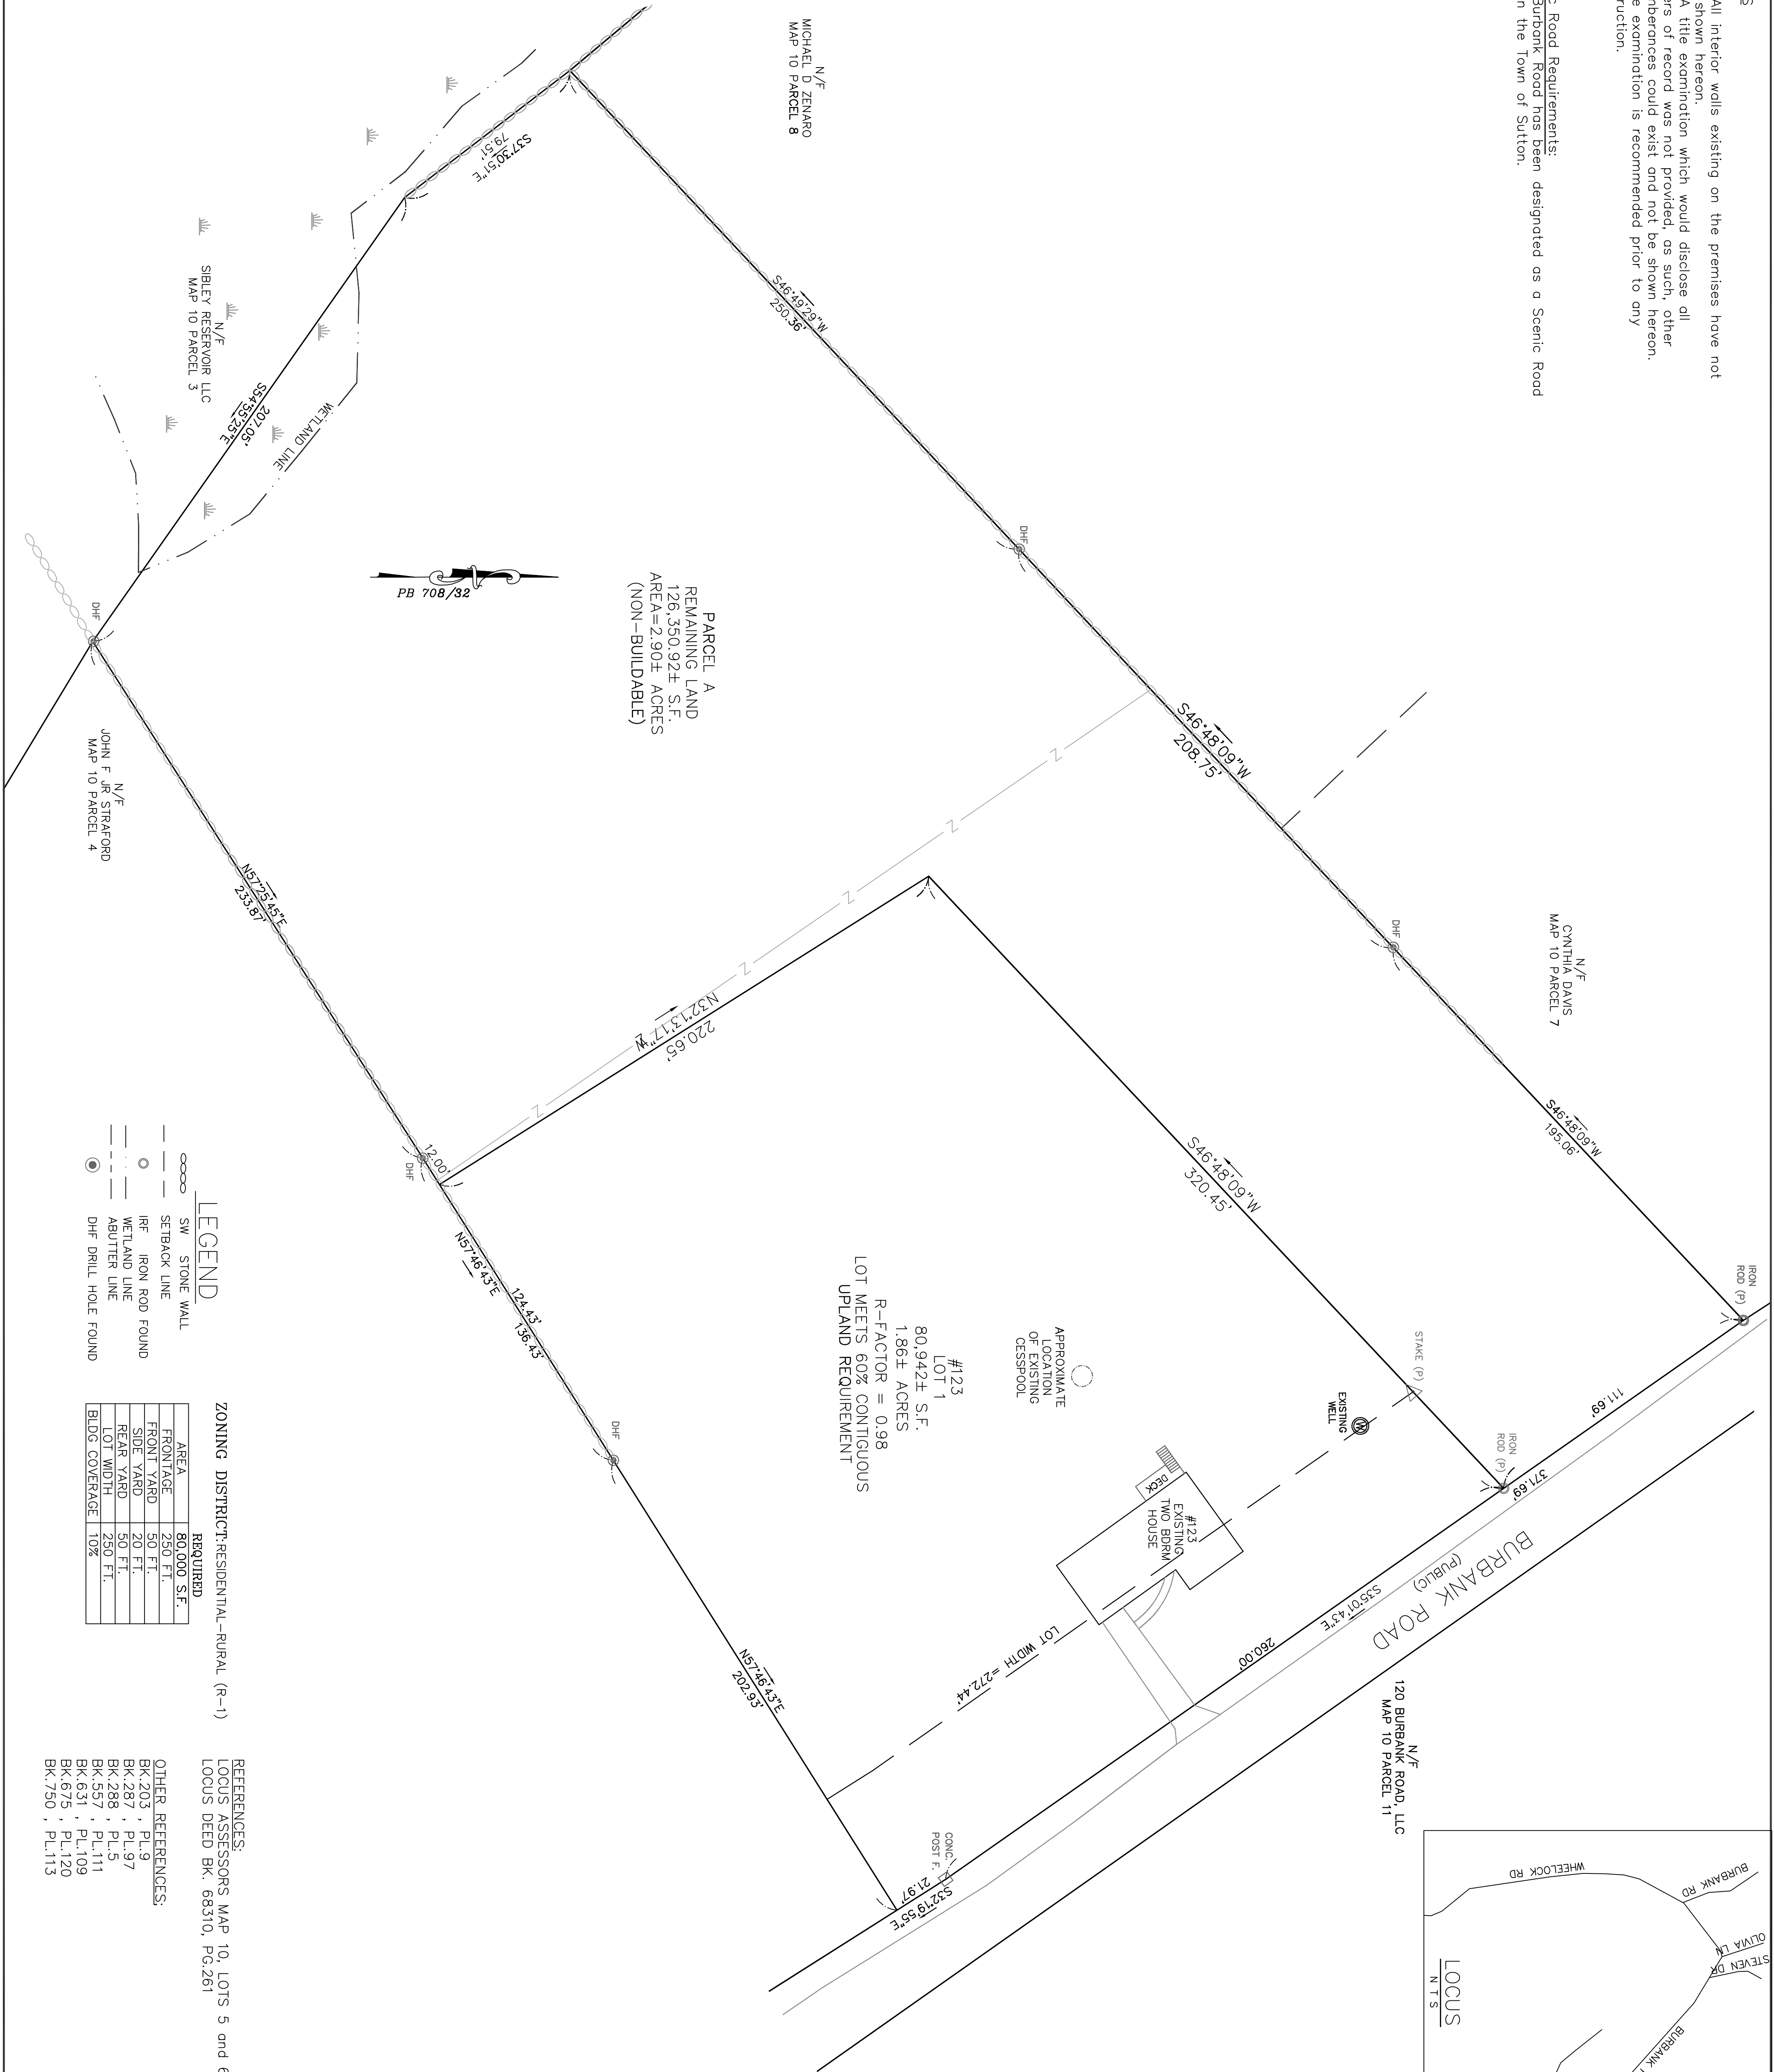 All interior walls existing on the premises have not
shown hereon.
A title examination which would disclose all
ers of record was not provided, as such, other
mberances could exist and not be shown hereon.
e examination is recommended prior to any
ruction.
c Road Requirements:
Burbank Road has been designated as a Scenic Road
n the Town of Sutton.
N/F
MICHAEL D ZENARO
MAP 10 PARCEL 8
N/F
CYNTHIA DAVIS
MAP 10 PARCEL 7
IRON
ROD (P)
S46°48'09"W
195.06'
DHF
S46°48'09"W
208.75'
DHF
S46°49'29"W
250.36'
S37°30'51"E
79.51'
N/F
SIBLEY RESERVOIR LLC
MAP 10 PARCEL 3
207.05'
S54°55'25"E
WETLAND LINE
DHF
PB 708/32
PARCEL A
REMAINING LAND
126,350.92± S.F.
AREA=2.90± ACRES
(NON-BUILDABLE)
N/F
JOHN F JR STRAFORD
MAP 10 PARCEL 4
N57°25'45"E
233.87'
Z
Z
Z
Z
Z
Z
N32°13'17"W
220.65'
12.00'
DHF
S46°48'09"W
320.45'
STAKE (P)
IRON
ROD (P)
111.69'
371.69'
BURBANK ROAD
(PUBLIC)
S35°01'43"E
260.00'
EXISTING
WELL
W
APPROXIMATE
LOCATION
OF EXISTING
CESSPOOL
DECK
#123
EXISTING
TWO BDRM
HOUSE
LOT WIDTH =272.44'
#123
LOT 1
80,942± S.F.
1.86± ACRES
R-FACTOR = 0.98
LOT MEETS 60% CONTIGUOUS
UPLAND REQUIREMENT
N57°46'43"E
124.43'
136.43'
DHF
N57°46'43"E
202.93'
CONC.
POST F.
21.97'
S32°19'55"E
N/F
120 BURBANK ROAD, LLC
MAP 10 PARCEL 11
WHEELOCK RD
BURBANK RD
OLIVIA LN
STEVEN DR
BURBANK
LOCUS
N T S
LEGEND
SW STONE WALL
SETBACK LINE
IRF IRON ROD FOUND
WETLAND LINE
ABUTTER LINE
DHF DRILL HOLE FOUND
ZONING DISTRICT:RESIDENTIAL-RURAL (R-1)
REQUIRED
AREA 80,000 S.F.
FRONTAGE 250 FT.
FRONT YARD 50 FT.
SIDE YARD 20 FT.
REAR YARD 50 FT.
LOT WIDTH 250 FT.
BLDG COVERAGE 10%
REFERENCES:
LOCUS ASSESSORS MAP 10, LOTS 5 and 6
LOCUS DEED BK. 68310, PG.261
OTHER REFERENCES:
BK.203 , PL.9
BK.287 , PL.97
BK.288 , PL.5
BK.557 , PL.111
BK.631 , PL.109
BK.675 , PL.120
BK.750 , PL.113